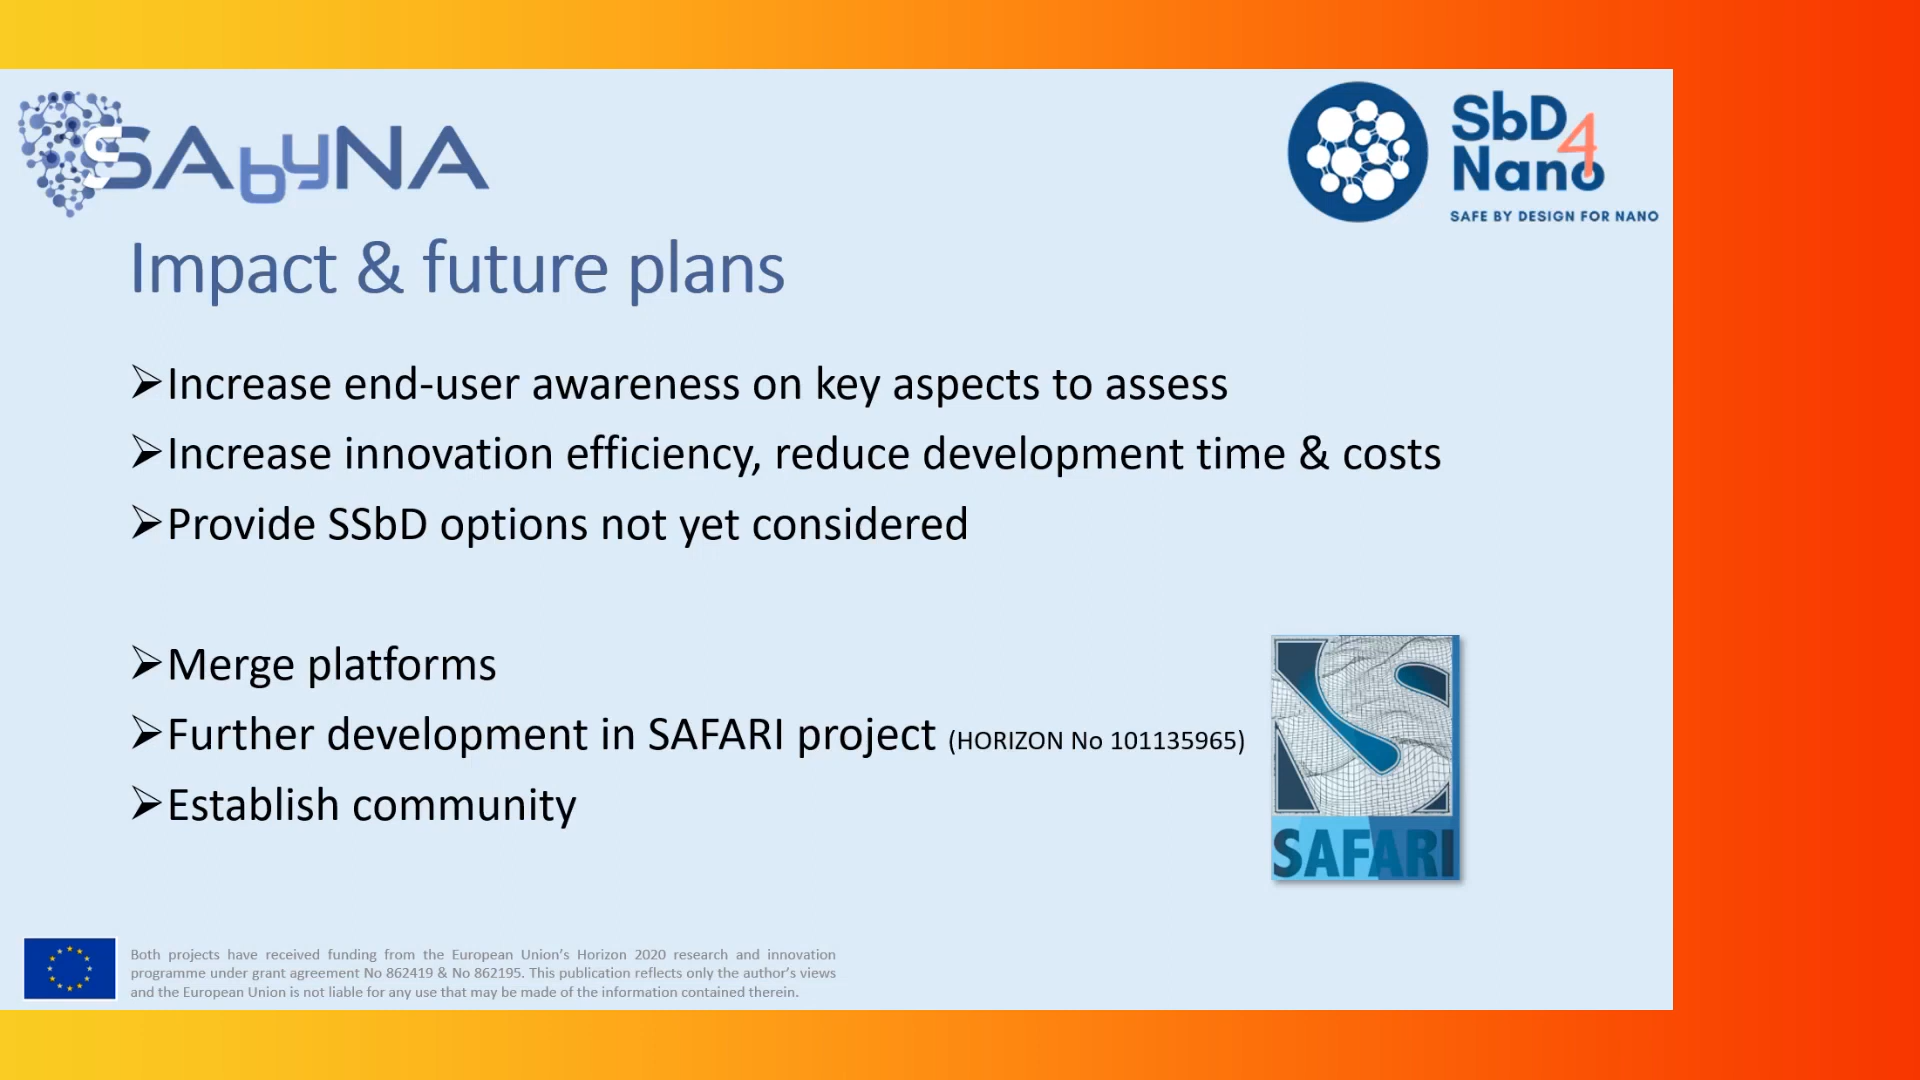 SAbyNA
SbD4
Nano
SAFE BY DESIGN FOR NANO
Impact & future plans
➢Increase end-user awareness on key aspects to assess
➢Increase innovation efficiency, reduce development time & costs
➢Provide SSbD options not yet considered
➢Merge platforms
➢Further development in SAFARI project (HORIZON No 101135965)
➢Establish community
SAFARI
Both projects have received funding from the European Union’s Horizon 2020 research and innovation
programme under grant agreement No 862419 & No 862195. This publication reflects only the author’s views
and the European Union is not liable for any use that may be made of the information contained therein.